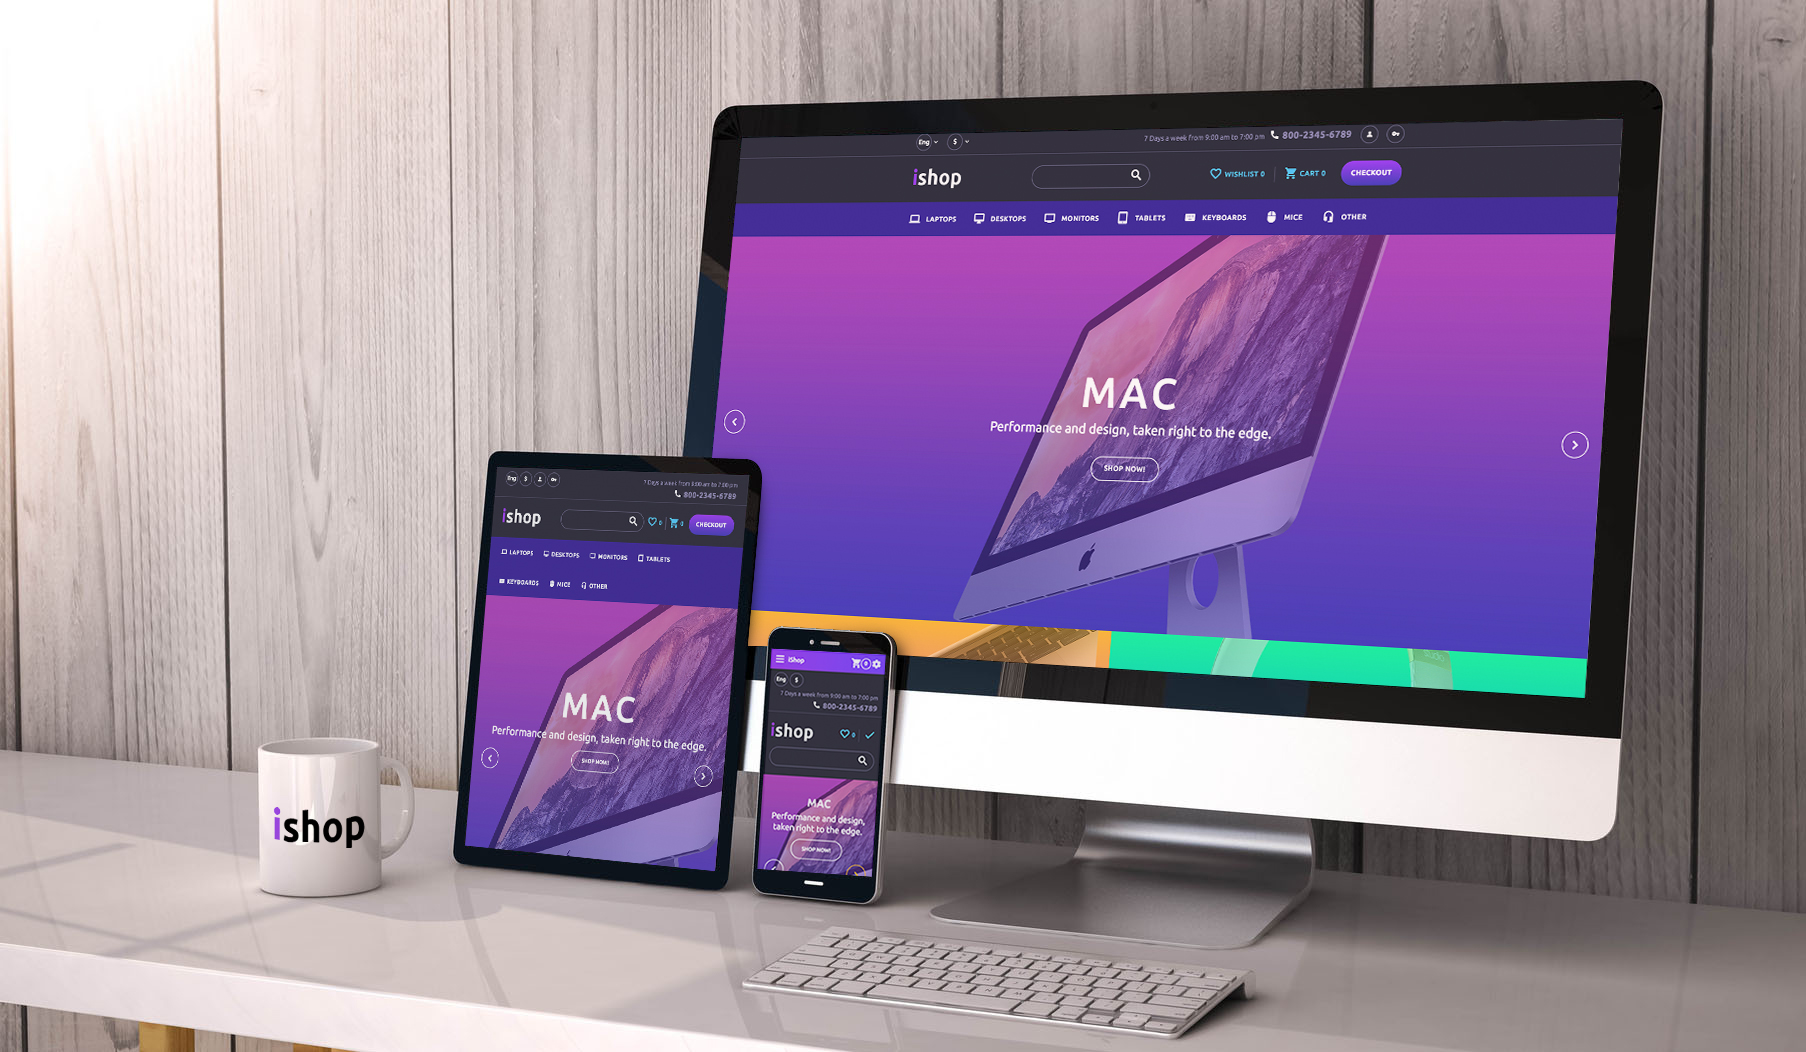 Eng $ 7 Days a week from 9:00 am to 7:00 pm 800-2345-6789
ishop WISHLIST 0 CART 0 CHECKOUT
LAPTOPS DESKTOPS MONITORS TABLETS KEYBOARDS MICE OTHER
MAC
Performance and design, taken right to the edge.
SHOP NOW!
Eng $ 7 Days a week from 9:00 am to 7:00 pm
800-2345-6789
ishop 0 0 CHECKOUT
LAPTOPS DESKTOPS MONITORS TABLETS
KEYBOARDS MICE OTHER
MAC
Performance and design, taken right to the edge.
SHOP NOW!
iShop 0
Eng $
7 Days a week from 9:00 am to 7:00 pm
800-2345-6789
ishop 0
MAC
Performance and design,
taken right to the edge.
SHOP NOW!
ishop